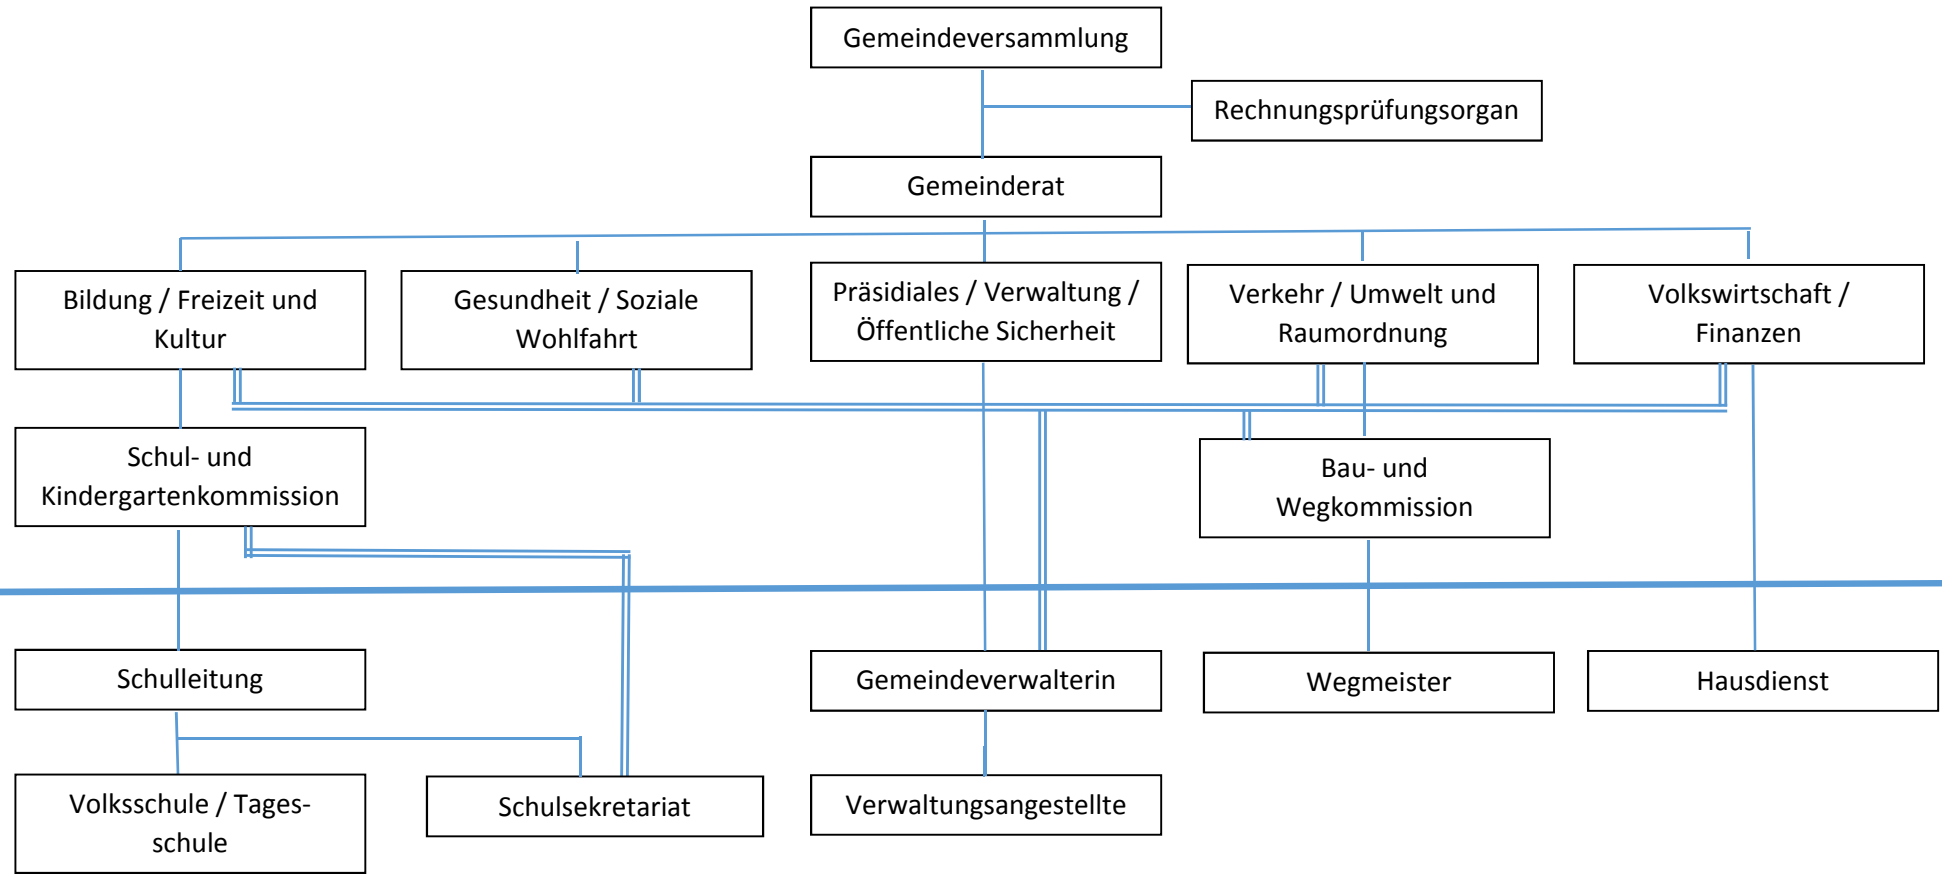 Gemeindeversammlung
Rechnungsprüfungsorgan
Gemeinderat
Bildung / Freizeit und
Kultur
Gesundheit / Soziale
Wohlfahrt
Präsidiales / Verwaltung /
Öffentliche Sicherheit
Verkehr / Umwelt und
Raumordnung
Volkswirtschaft /
Finanzen
Schul- und
Kindergartenkommission
Bau- und
Wegkommission
Schulleitung
Gemeindeverwalterin
Wegmeister
Hausdienst
Volksschule / Tages-
schule
Schulsekretariat
Verwaltungsangestellte